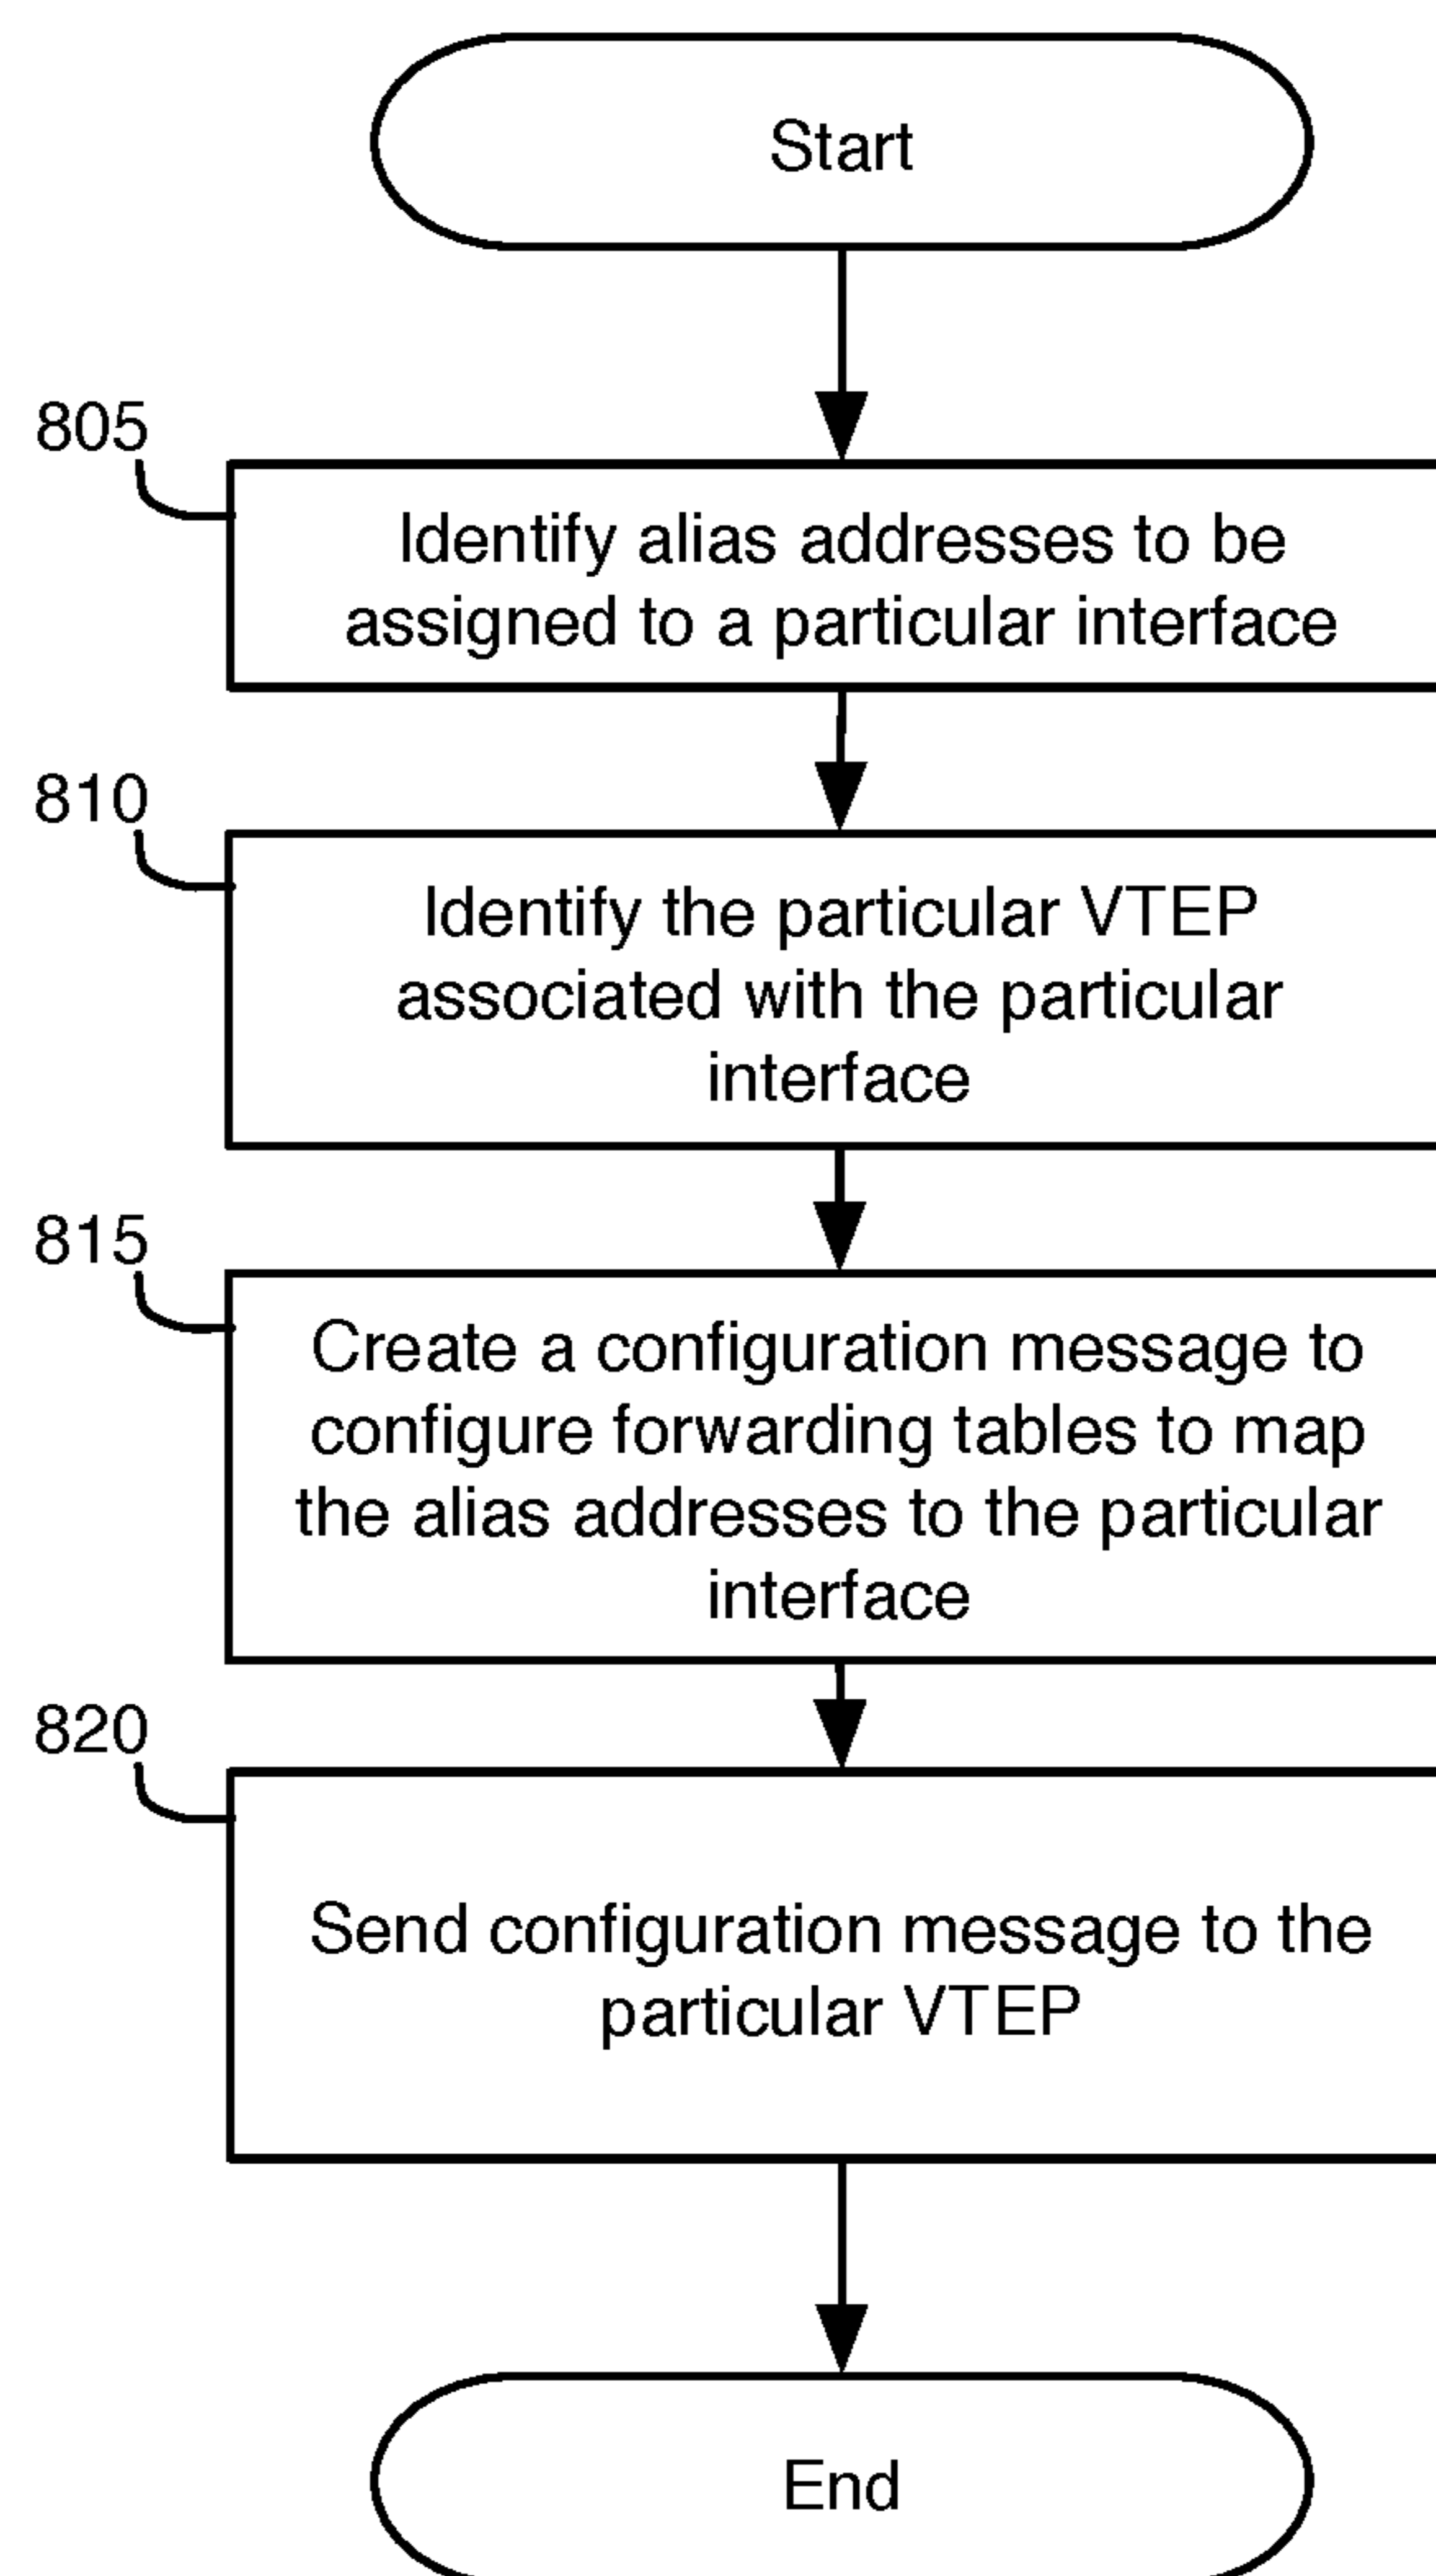 Start
805
Identify alias addresses to be
assigned to a particular interface
810
Identify the particular VTEP
associated with the particular
interface
815
Create a configuration message to
configure forwarding tables to map
the alias addresses to the particular
interface
820
Send configuration message to the
particular VTEP
End